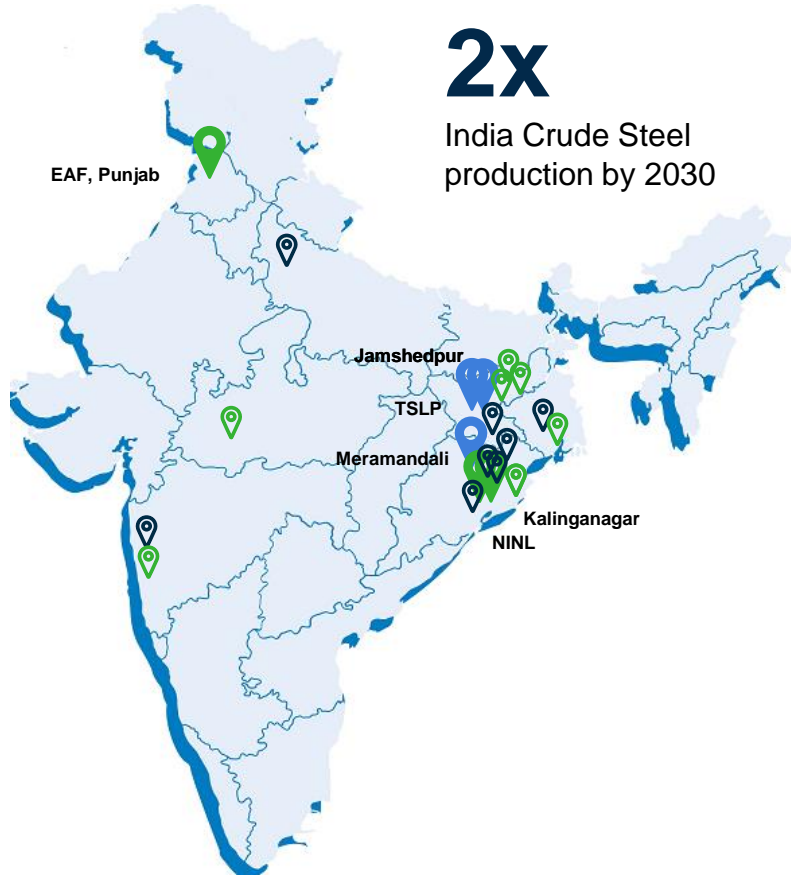 2x
India Crude Steel
production by 2030
EAF, Punjab
Jamshedpur
TSLP
Meramandali
Kalinganagar
NINL